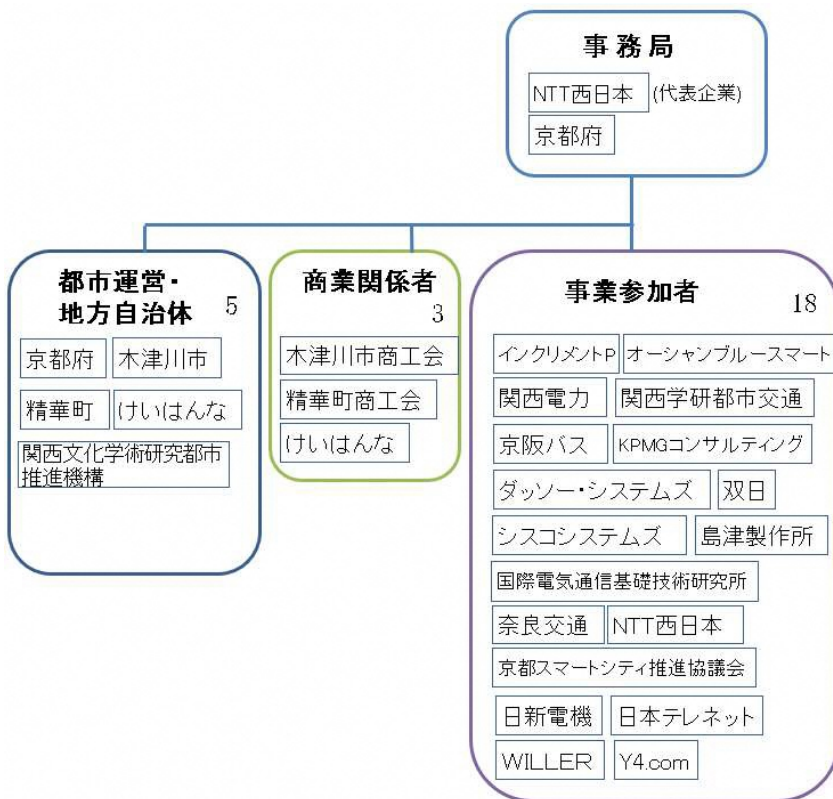 事務局
NTT西日本 (代表企業)
京都府
都市運営・
地方自治体 5
京都府 木津川市
精華町 けいはんな
関西文化学術研究都市
推進機構
商業関係者
3
木津川市商工会
精華町商工会
けいはんな
事業参加者
18
インクリメントP オーシャンブルースマート
関西電力 関西学研都市交通
京阪バス KPMGコンサルティング
ダッソー・システムズ 双日
シスコシステムズ 島津製作所
国際電気通信基礎技術研究所
奈良交通 NTT西日本
京都スマートシティ推進協議会
日新電機 日本テレネット
WILLER Y4.com